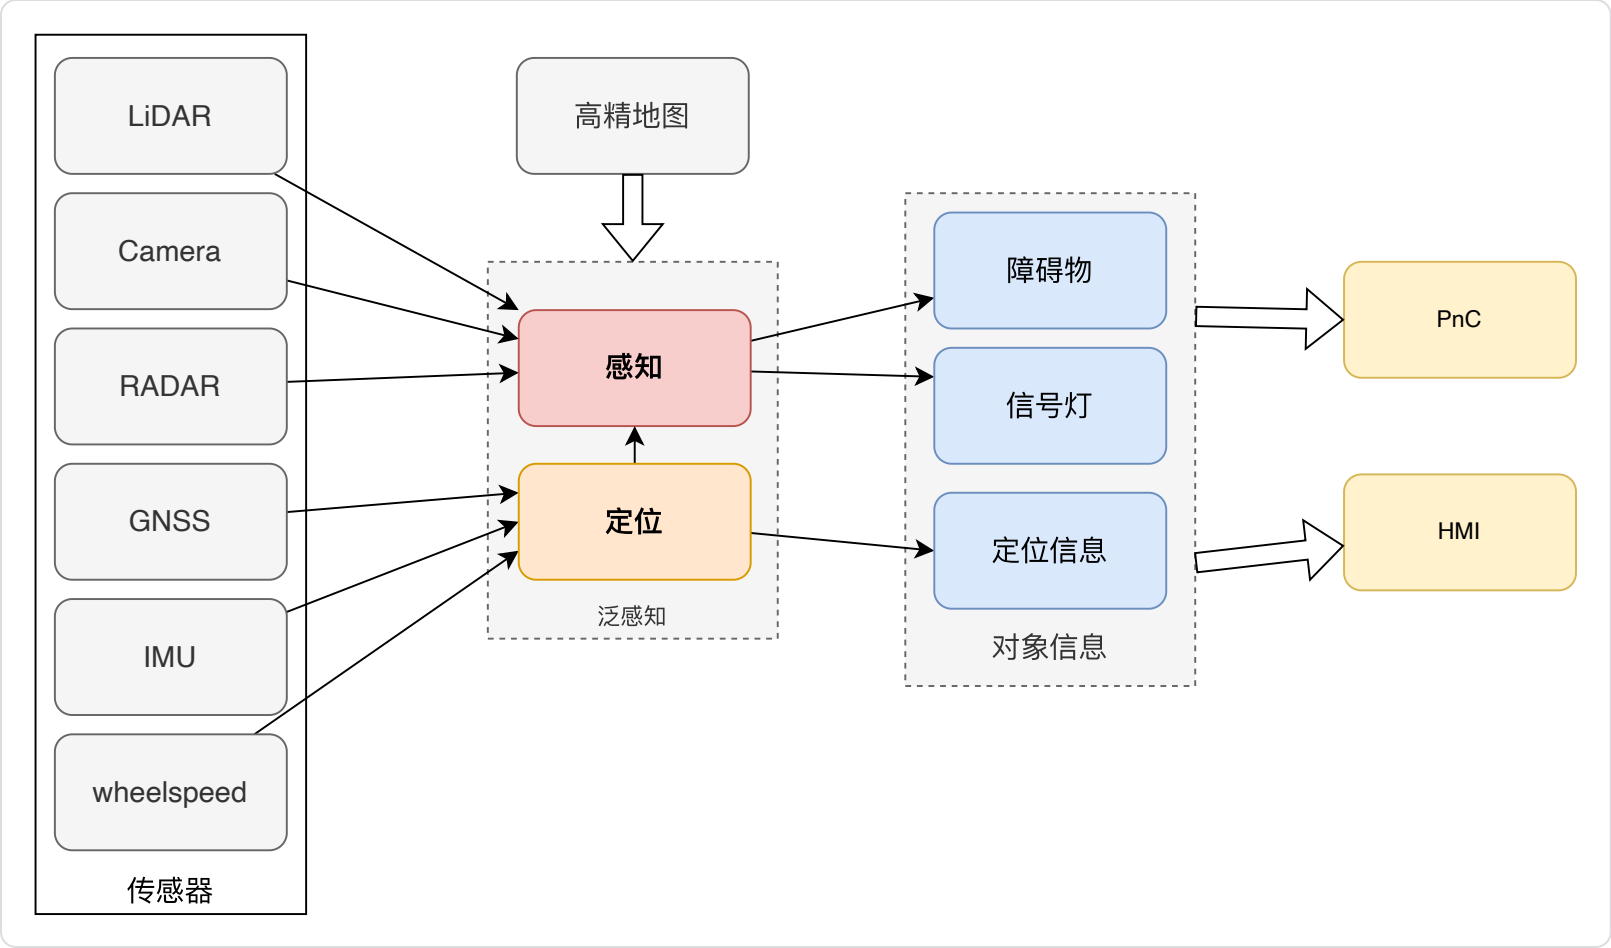 LiDAR
Camera
RADAR
GNSS
IMU
wheelspeed
传感器
高精地图
感知
定位
泛感知
障碍物
信号灯
定位信息
对象信息
PnC
HMI